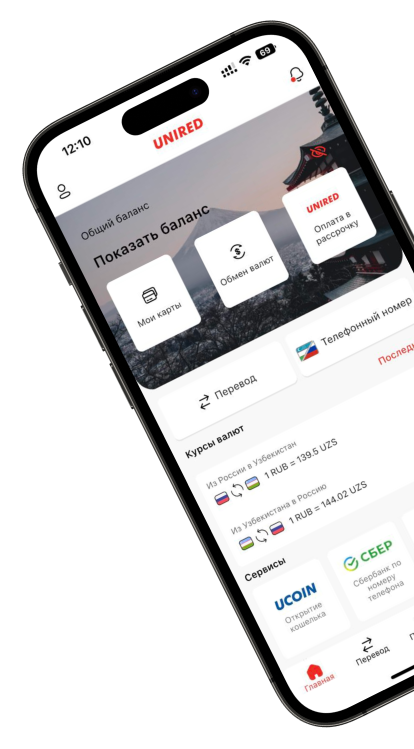 12:10
69
UNIRED
Общий баланс
Показать баланс
Мои карты
Обмен валют
UNIRED
Оплата в
рассрочку
Перевод
Телефонный номер
Курсы валют
Из России в Узбекистан
1 RUB = 139.5 UZS
Из Узбекистана в Россию
1 RUB = 144.02 UZS
Сервисы
UCOIN
Открытие
кошелька
СБЕР
Сбербанк по
номеру
телефона
Главная
Перевод